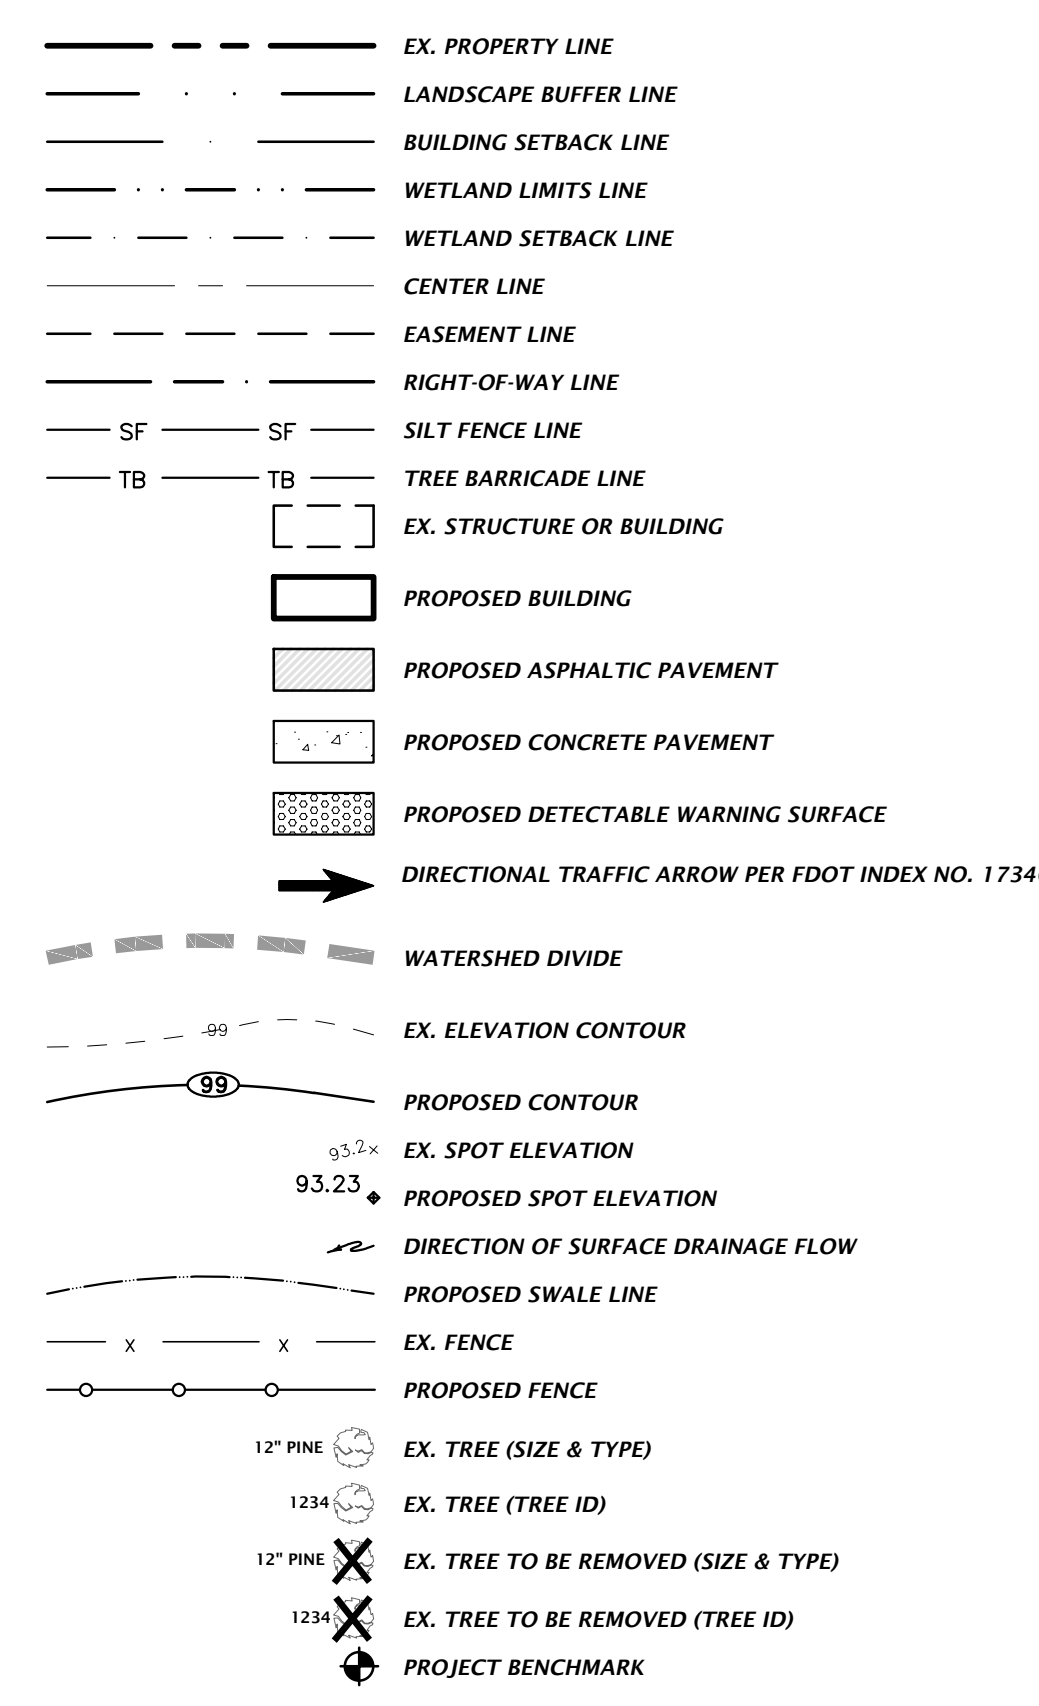 EX. PROPERTY LINE
LANDSCAPE BUFFER LINE
BUILDING SETBACK LINE
WETLAND LIMITS LINE
WETLAND SETBACK LINE
CENTER LINE
EASEMENT LINE
RIGHT-OF-WAY LINE
SF SF SILT FENCE LINE
TB TB TREE BARRICADE LINE
EX. STRUCTURE OR BUILDING
PROPOSED BUILDING
PROPOSED ASPHALTIC PAVEMENT
PROPOSED CONCRETE PAVEMENT
PROPOSED DETECTABLE WARNING SURFACE
DIRECTIONAL TRAFFIC ARROW PER FDOT INDEX NO.
WATERSHED DIVIDE
99 EX. ELEVATION CONTOUR
99 PROPOSED CONTOUR
93.2x EX. SPOT ELEVATION
93.23 PROPOSED SPOT ELEVATION
DIRECTION OF SURFACE DRAINAGE FLOW
PROPOSED SWALE LINE
X X EX. FENCE
PROPOSED FENCE
12" PINE EX. TREE (SIZE & TYPE)
1234 EX. TREE (TREE ID)
12" PINE EX. TREE TO BE REMOVED (SIZE & TYPE)
1234 EX. TREE TO BE REMOVED (TREE ID)
PROJECT BENCHMARK